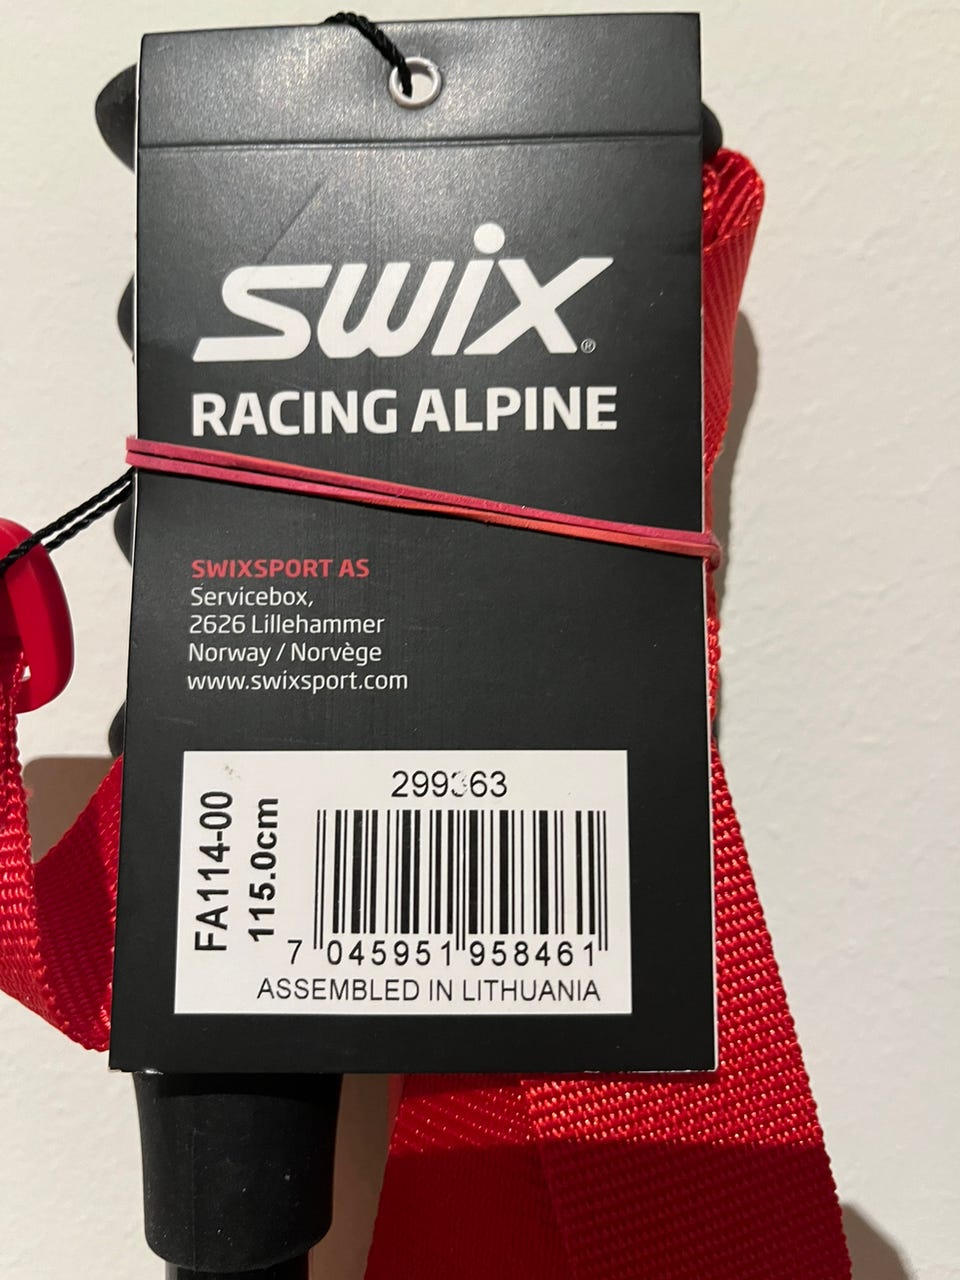 swix®
RACING ALPINE
SWIXSPORT AS
Servicebox,
2626 Lillehammer
Norway / Norvège
www.swixsport.com
FA114-00
115.0cm
299363
7 045951 958461
ASSEMBLED IN LITHUANIA